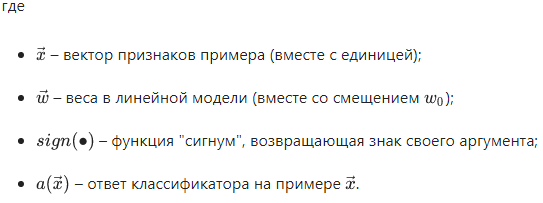 где
• $\vec{x}$ – вектор признаков примера (вместе с единицей);
• $\vec{w}$ – веса в линейной модели (вместе со смещением $w_0$);
• $sign(\bullet)$ – функция "сигнум", возвращающая знак своего аргумента;
• $a(\vec{x})$ – ответ классификатора на примере $\vec{x}$.